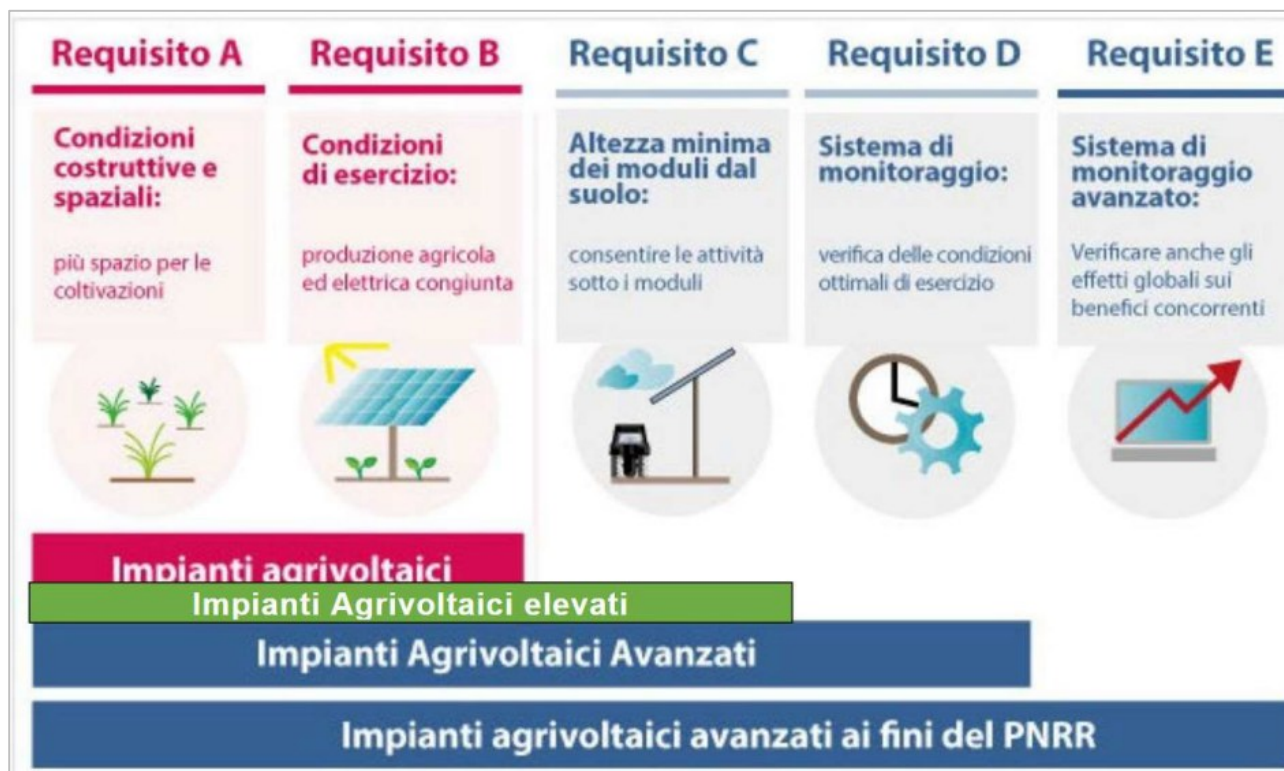 Requisito A
Requisito B
Requisito C
Requisito D
Requisito E
Condizioni
costruttive e
spaziali:
più spazio per le
coltivazioni
Condizioni
di esercizio:
produzione agricola
ed elettrica congiunta
Altezza minima
dei moduli dal
suolo:
consentire le attività
sotto i moduli
Sistema di
monitoraggio:
verifica delle condizioni
ottimali di esercizio
Sistema di
monitoraggio
avanzato:
Verificare anche gli
effetti globali sui
benefici concorrenti
Impianti agrivoltaici
Impianti Agrivoltaici elevati
Impianti Agrivoltaici Avanzati
Impianti agrivoltaici avanzati ai fini del PNRR